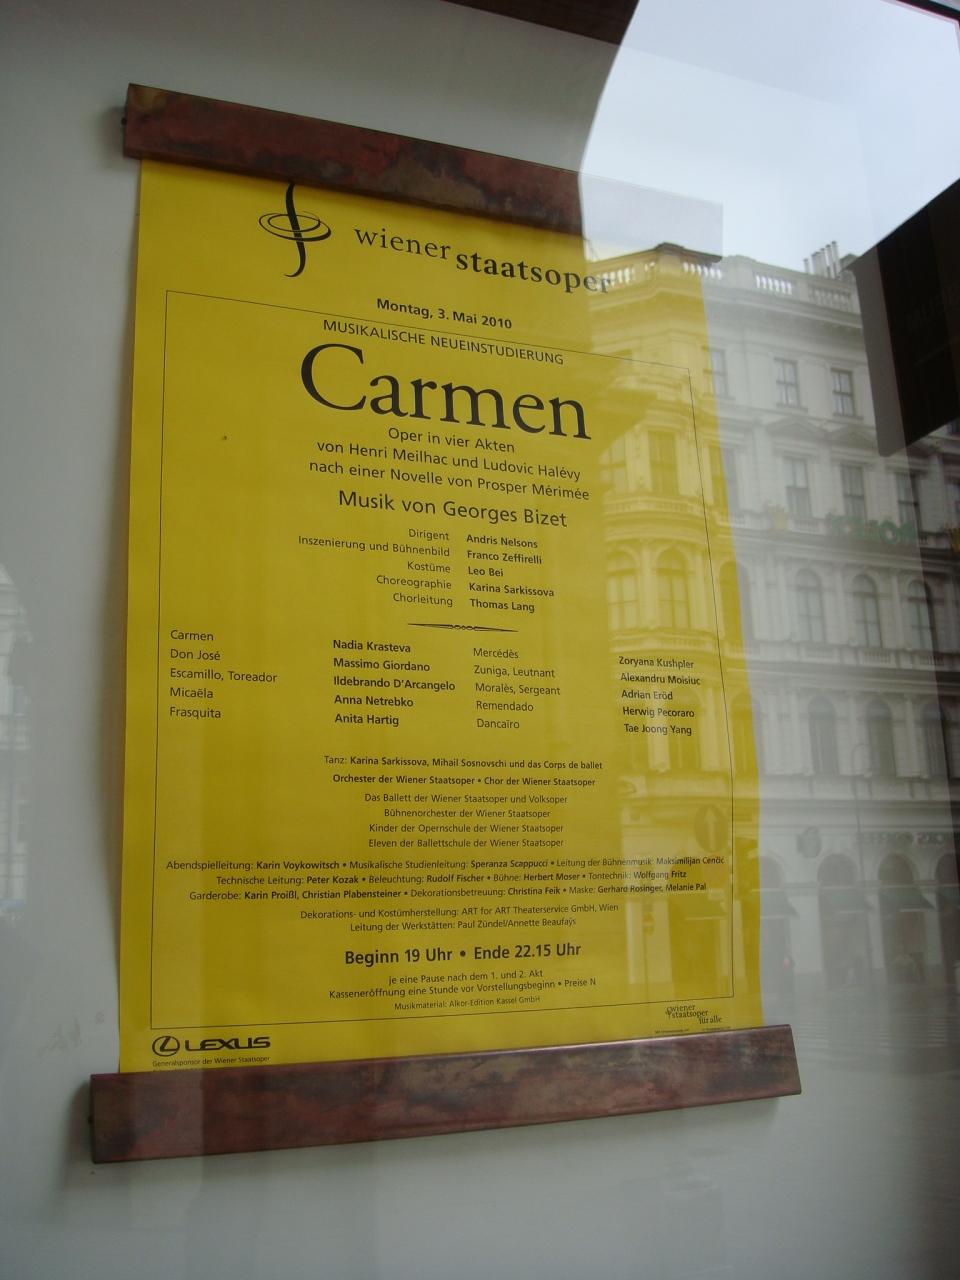 wiener staatsoper
Montag, 3. Mai 2010
MUSIKALISCHE NEUEINSTUDIERUNG
Carmen
Oper in vier Akten
von Henri Meilhac und Ludovic Halévy
nach einer Novelle von Prosper Mérimée
Musik von Georges Bizet
Dirigent Andris Nelsons
Inszenierung und Bühnenbild Franco Zeffirelli
Kostüme Leo Bei
Choreographie Karina Sarkissova
Chorleitung Thomas Lang
Carmen Nadia Krasteva Mercédès Zoryana Kushpler
Don José Massimo Giordano Zuniga, Leutnant Alexandru Moisiuc
Escamillo, Toreador Ildebrando D'Arcangelo Moralès, Sergeant Adrian Eröd
Micaëla Anna Netrebko Remendado Herwig Pecoraro
Frasquita Anita Hartig Dancaïro Tae Joong Yang
Tanz: Karina Sarkissova, Mihail Sosnovschi und das Corps de ballet
Orchester der Wiener Staatsoper • Chor der Wiener Staatsoper
Das Ballett der Wiener Staatsoper und Volksoper
Bühnenorchester der Wiener Staatsoper
Kinder der Opernschule der Wiener Staatsoper
Eleven der Ballettschule der Wiener Staatsoper
Abendspielleitung: Karin Voykowitsch • Musikalische Studienleitung: Speranza Scappucci • Leitung der Bühnenmusik: Maksimilijan Cenčić
Technische Leitung: Peter Kozak • Beleuchtung: Rudolf Fischer • Bühne: Herbert Moser • Tontechnik: Wolfgang Fritz
Garderobe: Karin Proißl, Christian Plabensteiner • Dekorationsbetreuung: Christina Feik • Maske: Gerhard Rosinger, Melanie Pal
Dekorations- und Kostümherstellung: ART for ART Theaterservice GmbH, Wien
Leitung der Werkstätten: Paul Zündel/Annette Beaufaÿs
Beginn 19 Uhr • Ende 22.15 Uhr
je eine Pause nach dem 1. und 2. Akt
Kasseneröffnung eine Stunde vor Vorstellungsbeginn • Preise N
Musikmaterial: Alkor-Edition Kassel GmbH
wiener
staatsoper
für alle
LEXUS
Generalsponsor der Wiener Staatsoper